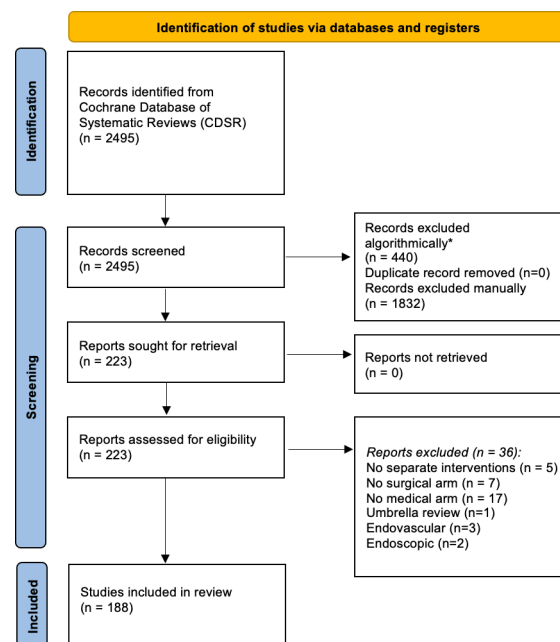 Identification of studies via databases and registers
Identification
Records identified from
Cochrane Database of
Systematic Reviews (CDSR)
(n = 2495)
Screening
Records screened
(n = 2495)
Records excluded
algorithmically*
(n = 440)
Duplicate record removed (n=0)
Records excluded manually
(n = 1832)
Reports sought for retrieval
(n = 223)
Reports not retrieved
(n = 0)
Reports assessed for eligibility
(n = 223)
Reports excluded (n = 36):
No separate interventions (n = 5)
No surgical arm (n = 7)
No medical arm (n = 17)
Umbrella review (n=1)
Endovascular (n=3)
Endoscopic (n=2)
Included
Studies included in review
(n = 188)